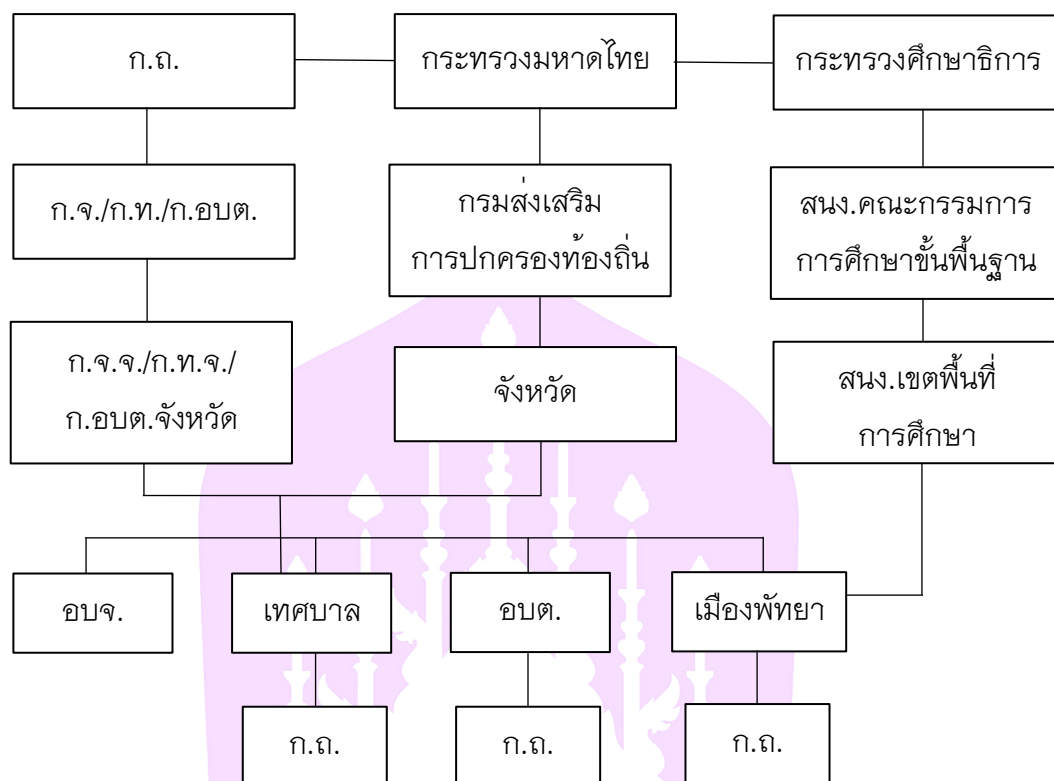 ก.ถ.
กระทรวงมหาดไทย
กระทรวงศึกษาธิการ
ก.จ./ก.ท./ก.อบต.
กรมส่งเสริม
การปกครองท้องถิ่น
สนง.คณะกรรมการ
การศึกษาขั้นพื้นฐาน
ก.จ.จ./ก.ท.จ./
ก.อบต.จังหวัด
จังหวัด
สนง.เขตพื้นที่
การศึกษา
อบจ.
เทศบาล
อบต.
เมืองพัทยา
ก.ถ.
ก.ถ.
ก.ถ.